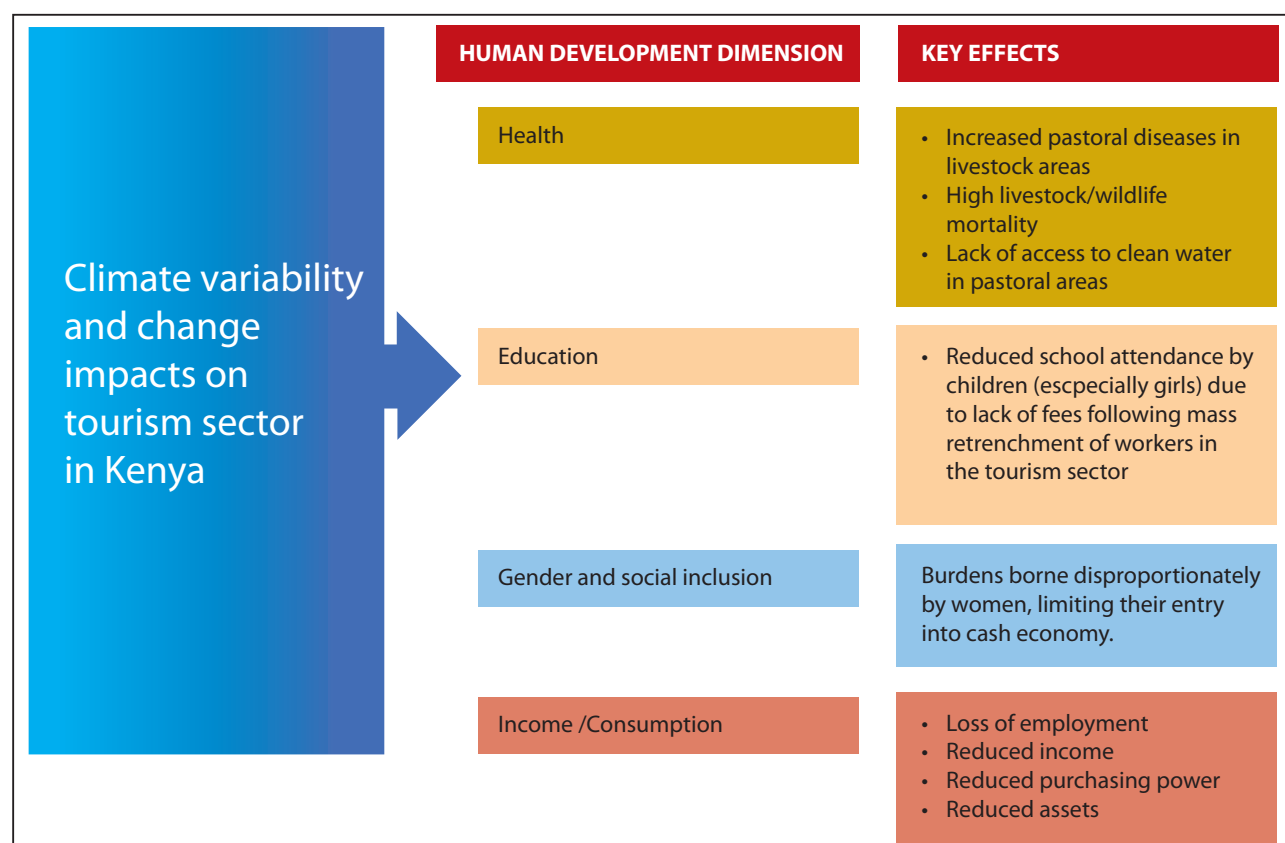 HUMAN DEVELOPMENT DIMENSION
KEY EFFECTS
Climate variability
and change
impacts on
tourism sector
in Kenya
Health
• Increased pastoral diseases in
livestock areas
• High livestock/wildlife
mortality
• Lack of access to clean water
in pastoral areas
Education
• Reduced school attendance by
children (escpecially girls) due
to lack of fees following mass
retrenchment of workers in
the tourism sector
Gender and social inclusion
Burdens borne disproportionately
by women, limiting their entry
into cash economy.
Income /Consumption
• Loss of employment
• Reduced income
• Reduced purchasing power
• Reduced assets